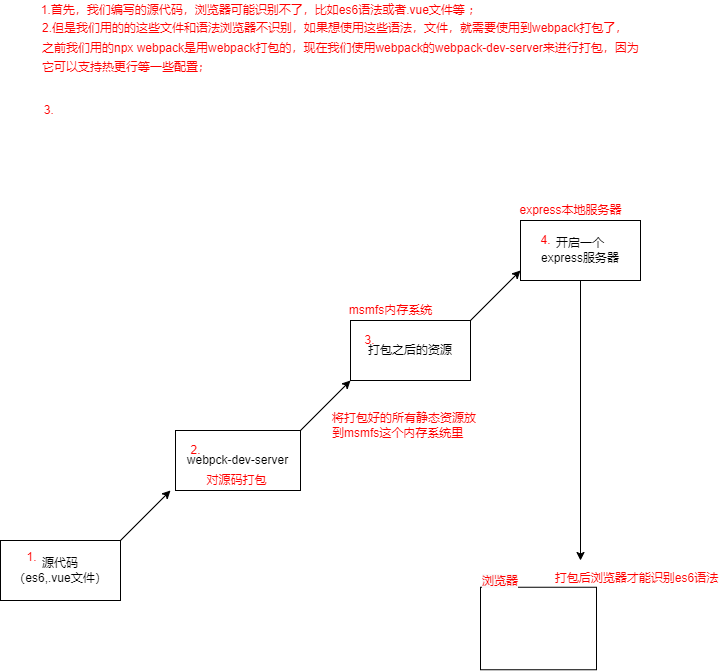 1.首先，我们编写的源代码，浏览器可能识别不了，比如es6语法或者.vue文件等；
2.但是我们用的的这些文件和语法浏览器不识别，如果想使用这些语法，文件，就需要使用到webpack打包了，
之前我们用的npx webpack是用webpack打包的，现在我们使用webpack的webpack-dev-server来进行打包，因为
它可以支持热更行等一些配置；
3.
express本地服务器
4. 开启一个
express服务器
msmfs内存系统
3.
打包之后的资源
将打包好的所有静态资源放
到msmfs这个内存系统里
2.
webpck-dev-server
对源码打包
1. 源代码
（es6,.vue文件）
浏览器
打包后浏览器才能识别es6语法